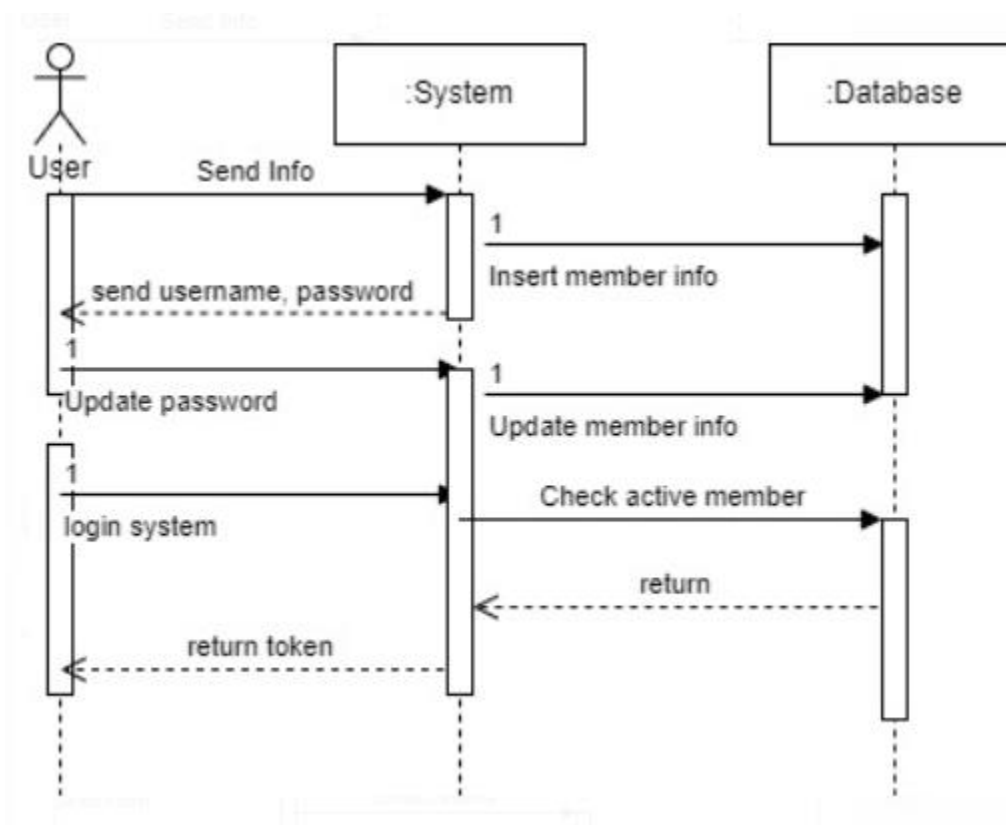 :System
:Database
User
Send Info
1
Insert member info
send username, password
1
1
Update password
Update member info
1
Check active member
login system
return
return token